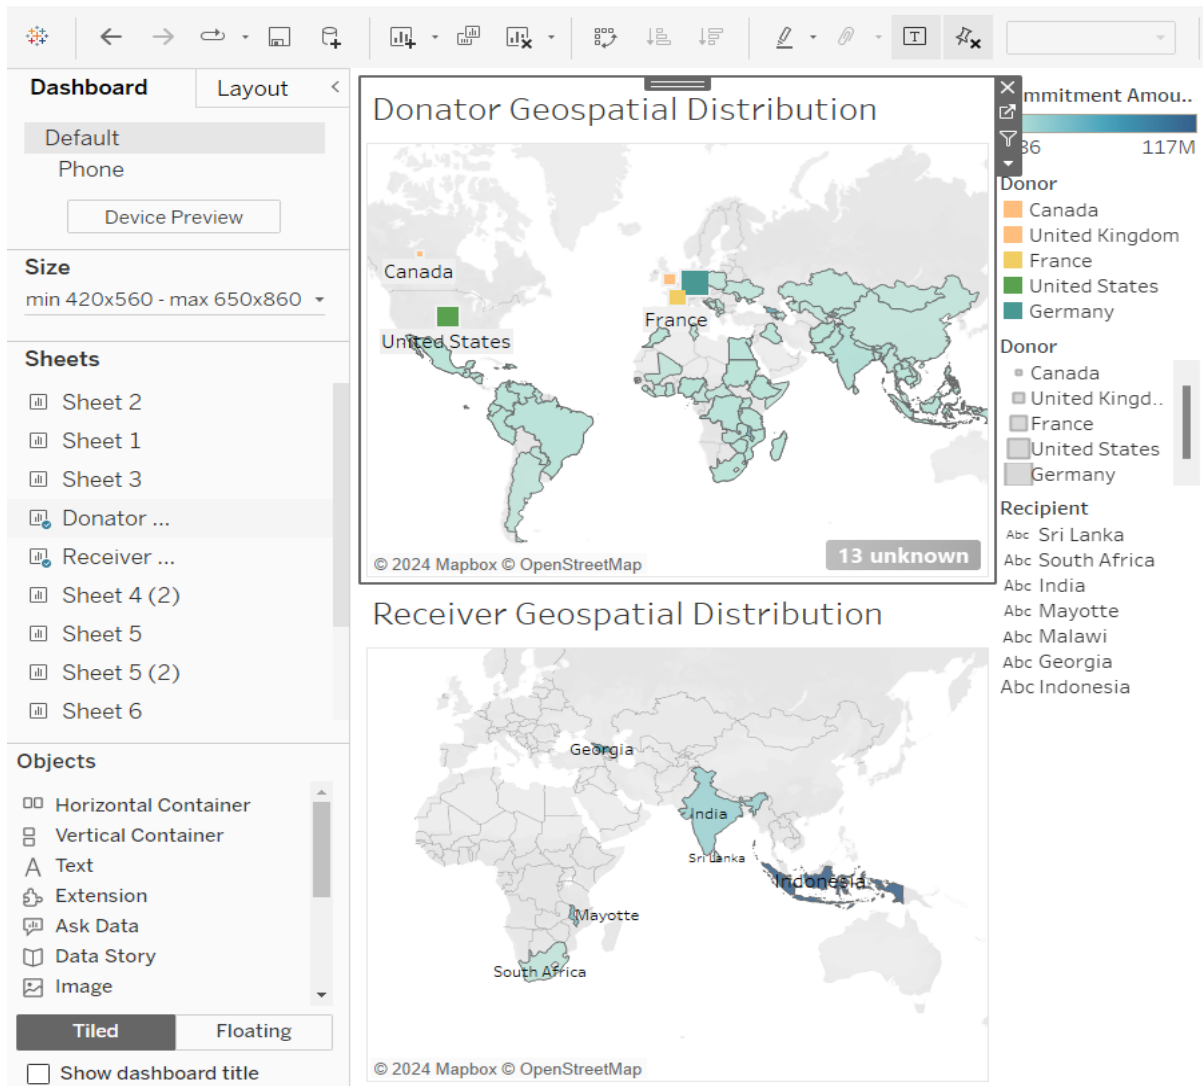 Dashboard
Layout
Default
Phone
Device Preview
Size
min 420x560 - max 650x860
Sheets
Sheet 2
Sheet 1
Sheet 3
Donator ...
Receiver ...
Sheet 4 (2)
Sheet 5
Sheet 5 (2)
Sheet 6
Objects
Horizontal Container
Vertical Container
A Text
Extension
Ask Data
Data Story
Image
Tiled
Floating
Show dashboard title
T
Donator Geospatial Distribution
Canada
United States
France
© 2024 Mapbox © OpenStreetMap
13 unknown
Receiver Geospatial Distribution
Georgia
India
Sri Lanka
Indonesia
Mayotte
South Africa
© 2024 Mapbox © OpenStreetMap
mmitment Amou..
36 117M
Donor
Canada
United Kingdom
France
United States
Germany
Donor
Canada
United Kingd..
France
United States
Germany
Recipient
Abc Sri Lanka
Abc South Africa
Abc India
Abc Mayotte
Abc Malawi
Abc Georgia
Abc Indonesia